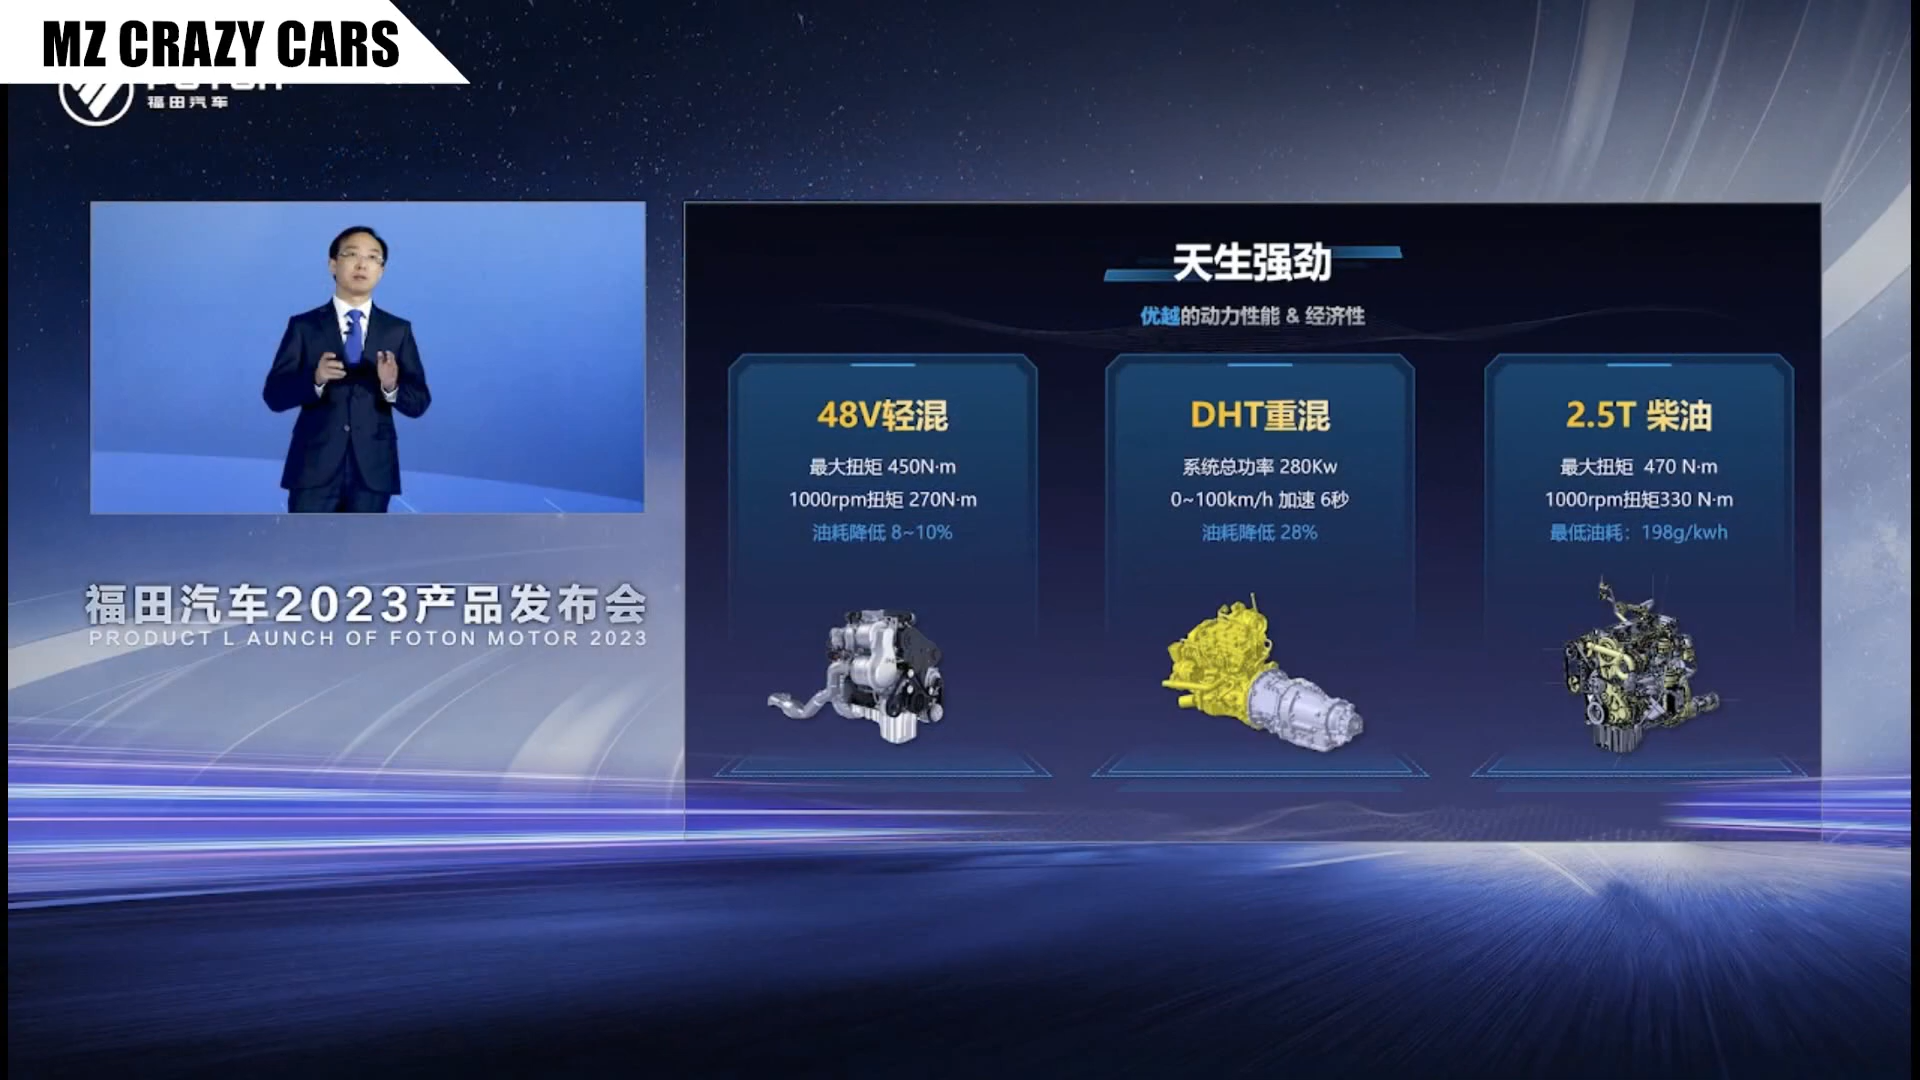 MZ CRAZY CARS
福田汽车
天生强劲
优越的动力性能 & 经济性
48V轻混
最大扭矩 450N·m
1000rpm扭矩 270N·m
油耗降低 8~10%
DHT重混
系统总功率 280Kw
0~100km/h 加速 6秒
油耗降低 28%
2.5T 柴油
最大扭矩 470 N·m
1000rpm扭矩330 N·m
最低油耗：198g/kwh
福田汽车2023产品发布会
PRODUCT L AUNCH OF FOTON MOTOR 2023